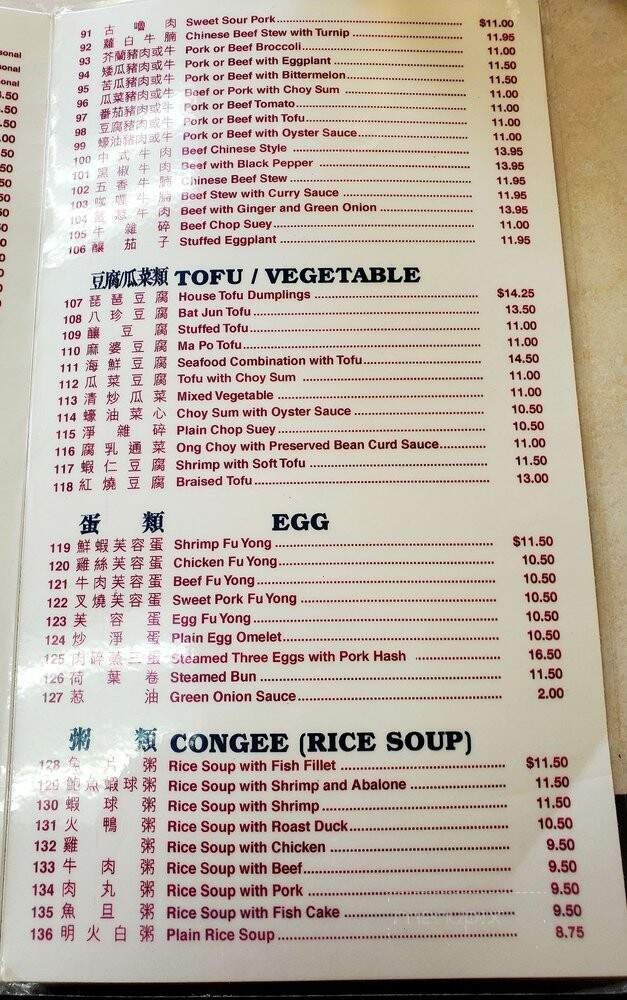 91 古嚕肉 Sweet Sour Pork $11.00
92 蘿白牛腩 Chinese Beef Stew with Turnip 11.95
93 芥蘭豬肉或牛 Pork or Beef Broccoli 11.00
94 矮瓜豬肉或牛 Pork or Beef with Eggplant 11.50
95 苦瓜豬肉或牛 Pork or Beef with Bittermelon 11.50
96 瓜菜豬肉或牛 Beef or Pork with Choy Sum 11.00
97 番茄豬肉或牛 Pork or Beef Tomato 11.00
98 豆腐豬肉或牛 Pork or Beef with Tofu 11.00
99 蠔油豬肉或牛 Pork or Beef with Oyster Sauce 11.00
100 中式牛肉 Beef Chinese Style 13.95
101 黑椒牛肉 Beef with Black Pepper 13.95
102 五香牛腩 Chinese Beef Stew 11.95
103 咖喱牛腩 Beef Stew with Curry Sauce 11.95
104 薑蔥牛肉 Beef with Ginger and Green Onion 13.95
105 牛雜碎 Beef Chop Suey 11.00
106 釀茄子 Stuffed Eggplant 11.95
豆腐/瓜菜類 TOFU / VEGETABLE
107 琵琶豆腐 House Tofu Dumplings $14.25
108 八珍豆腐 Bat Jun Tofu 13.50
109 釀豆腐 Stuffed Tofu 11.00
110 麻婆豆腐 Ma Po Tofu 11.00
111 海鮮豆腐 Seafood Combination with Tofu 14.50
112 瓜菜豆腐 Tofu with Choy Sum 11.00
113 清炒瓜菜 Mixed Vegetable 11.00
114 蠔油菜心 Choy Sum with Oyster Sauce 10.50
115 淨雜碎 Plain Chop Suey 10.50
116 腐乳通菜 Ong Choy with Preserved Bean Curd Sauce 11.00
117 蝦仁豆腐 Shrimp with Soft Tofu 11.50
118 紅燒豆腐 Braised Tofu 13.00
蛋類 EGG
119 鮮蝦芙容蛋 Shrimp Fu Yong $11.50
120 雞絲芙容蛋 Chicken Fu Yong 10.50
121 牛肉芙容蛋 Beef Fu Yong 10.50
122 叉燒芙容蛋 Sweet Pork Fu Yong 10.50
123 芙容蛋 Egg Fu Yong 10.50
124 炒淨蛋 Plain Egg Omelet 10.50
125 肉碎蒸三蛋 Steamed Three Eggs with Pork Hash 16.50
126 荷葉卷 Steamed Bun 11.50
127 蔥油 Green Onion Sauce 2.00
粥類 CONGEE (RICE SOUP)
128 魚片粥 Rice Soup with Fish Fillet $11.50
129 鮑魚蝦球粥 Rice Soup with Shrimp and Abalone 11.50
130 蝦球粥 Rice Soup with Shrimp 11.50
131 火鴨粥 Rice Soup with Roast Duck 10.50
132 雞粥 Rice Soup with Chicken 9.50
133 牛肉粥 Rice Soup with Beef 9.50
134 肉丸粥 Rice Soup with Pork 9.50
135 魚旦粥 Rice Soup with Fish Cake 9.50
136 明火白粥 Plain Rice Soup 8.75